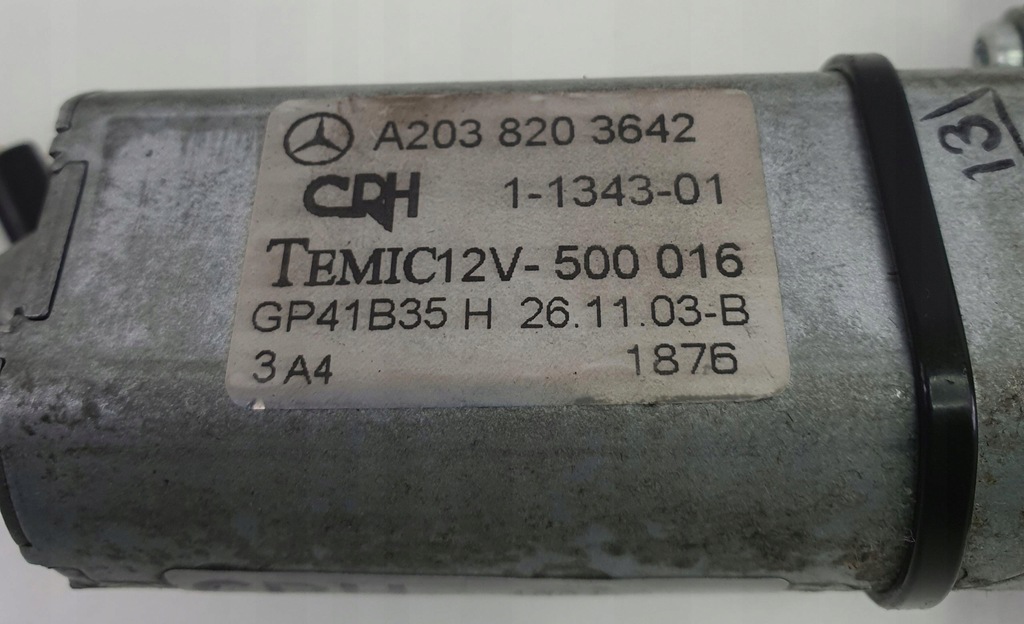 A203 820 3642
CRH 1-1343-01
TEMIC12V- 500 016
GP41B35 H 26.11.03-B
3 A4 1876
13